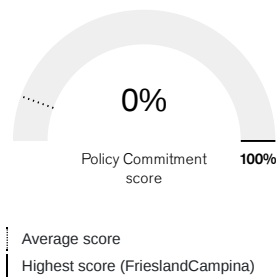 0%
Policy Commitment 100%
score
Average score
Highest score (FrieslandCampina)